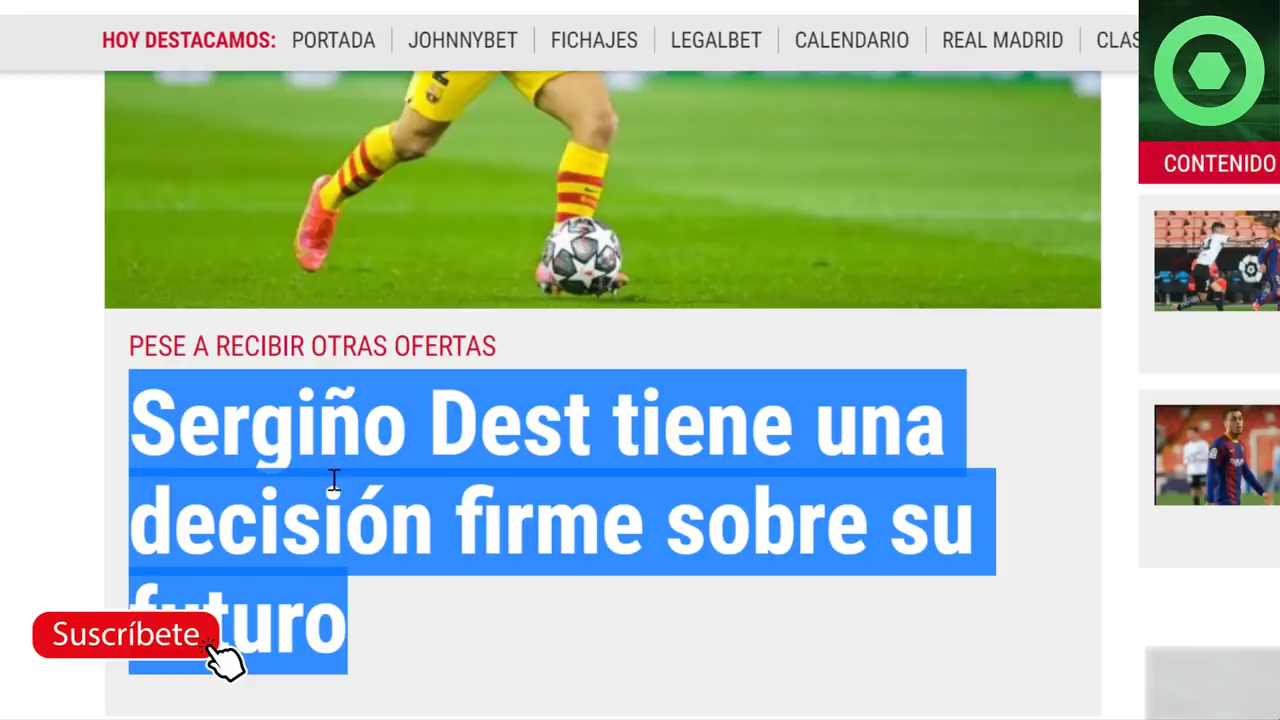 HOY DESTACAMOS: PORTADA JOHNNYBET FICHAJES LEGALBET CALENDARIO REAL MADRID CLAS
CONTENIDO
PESE A RECIBIR OTRAS OFERTAS
Sergiño Dest tiene una
decisión firme sobre su
futuro
Suscríbete